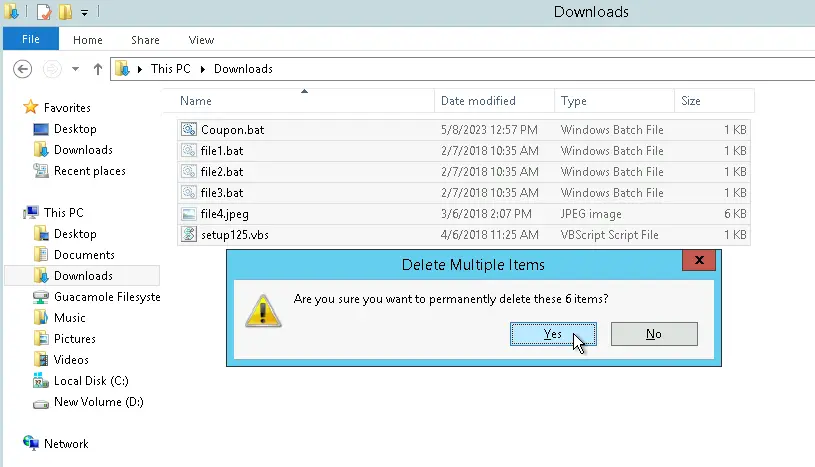 Downloads
File Home Share View
This PC Downloads
Name Date modified Type Size
Favorites
Desktop
Downloads
Recent places
This PC
Desktop
Documents
Downloads
Guacamole Filesyste
Music
Pictures
Videos
Local Disk (C:)
New Volume (D:)
Network
Coupon.bat 5/8/2023 12:57 PM Windows Batch File 1 KB
file1.bat 2/7/2018 10:35 AM Windows Batch File 1 KB
file2.bat 2/7/2018 10:35 AM Windows Batch File 1 KB
file3.bat 2/7/2018 10:35 AM Windows Batch File 1 KB
file4.jpeg 3/6/2018 2:07 PM JPEG image 6 KB
setup125.vbs 4/6/2018 11:25 AM VBScript Script File 1 KB
Delete Multiple Items
x
Are you sure you want to permanently delete these 6 items?
Yes No